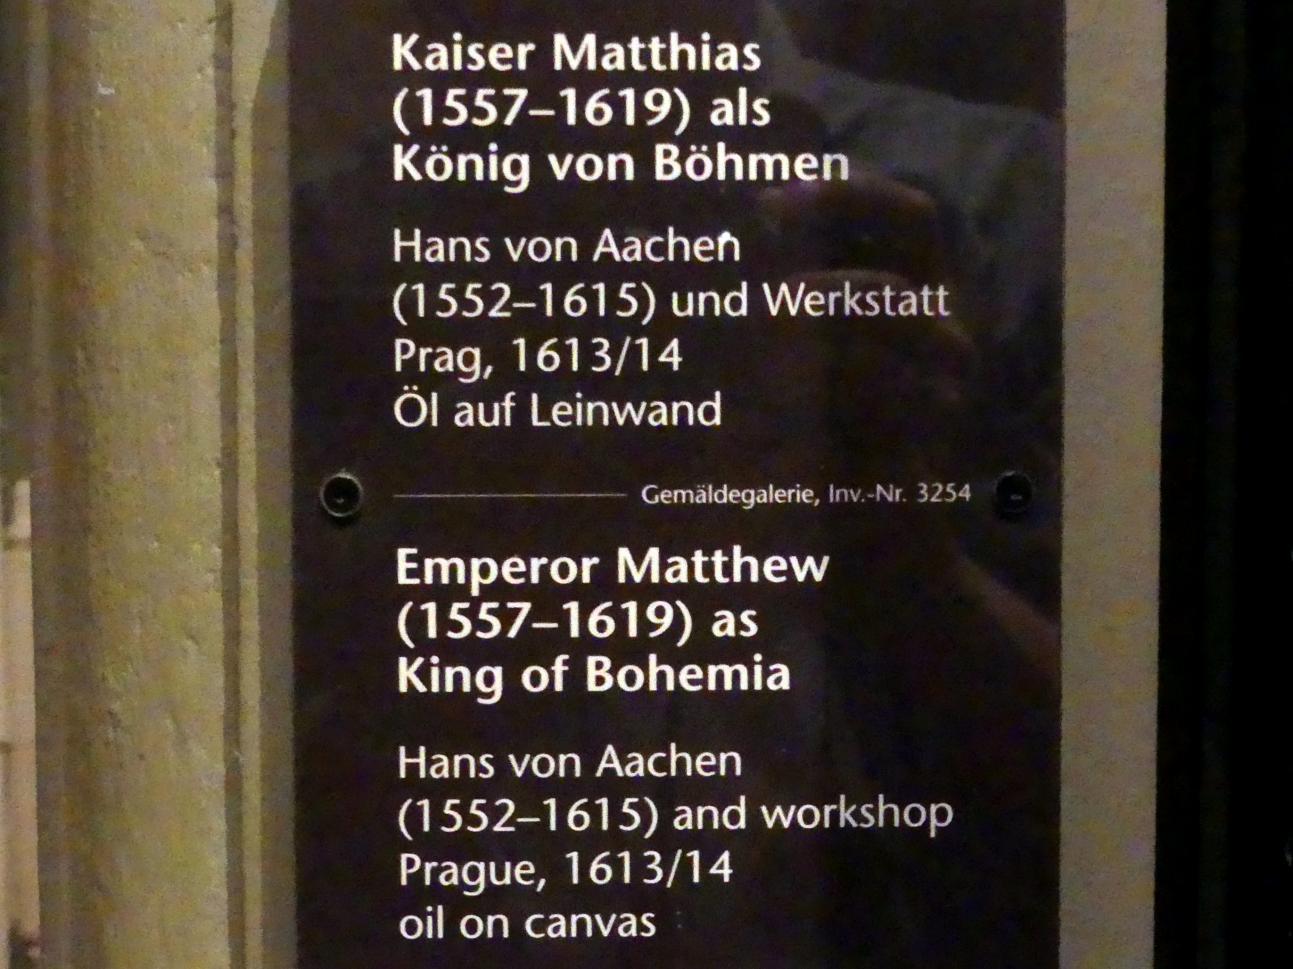 Kaiser Matthias
(1557–1619) als
König von Böhmen
Hans von Aachen
(1552–1615) und Werkstatt
Prag, 1613/14
Öl auf Leinwand
Gemäldegalerie, Inv.-Nr. 3254
Emperor Matthew
(1557–1619) as
King of Bohemia
Hans von Aachen
(1552–1615) and workshop
Prague, 1613/14
oil on canvas